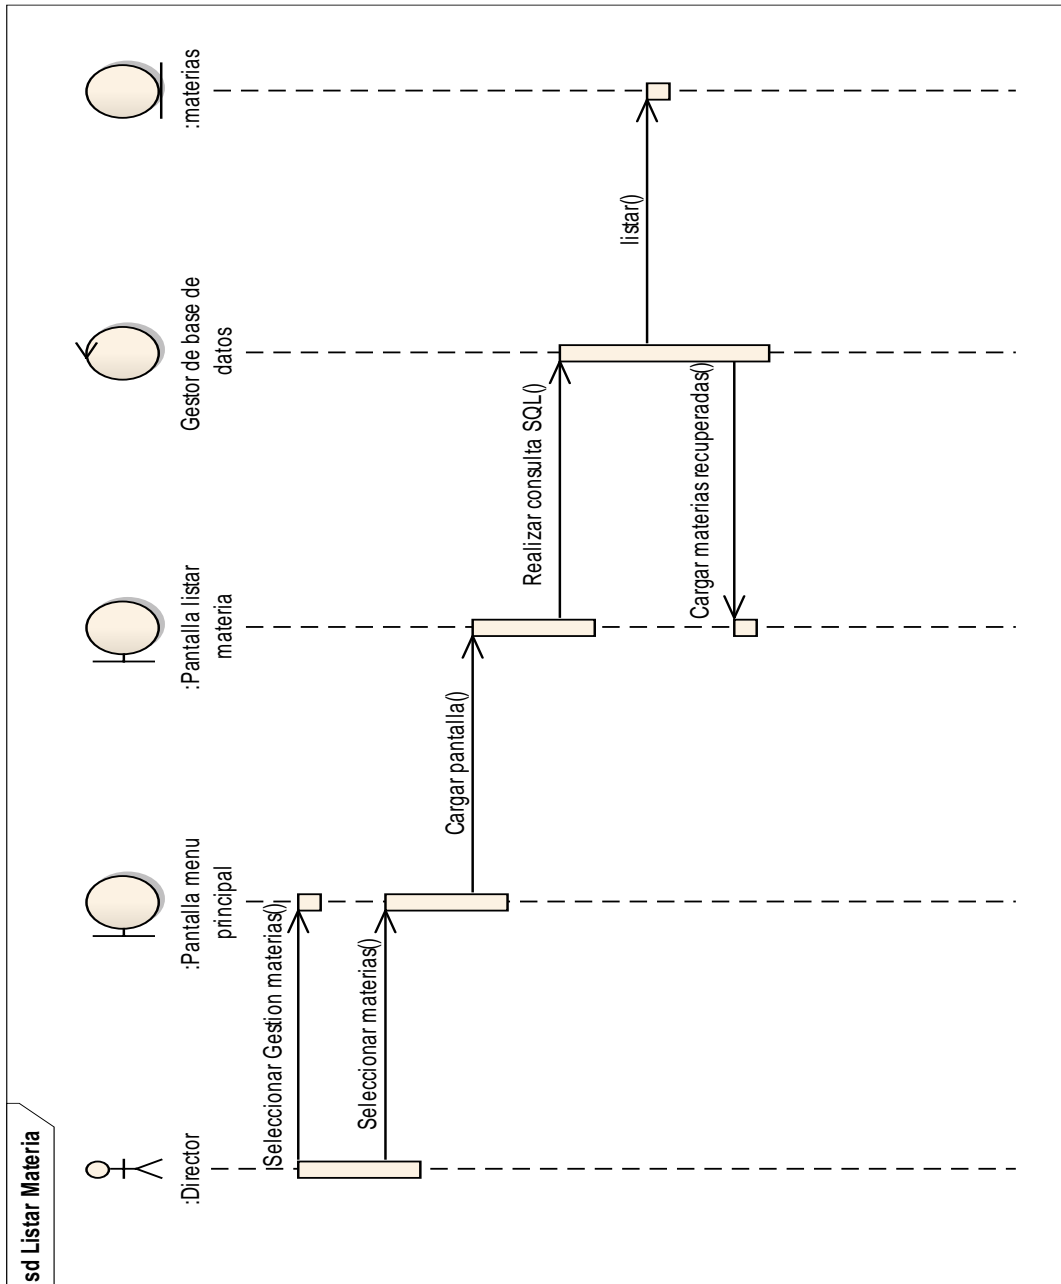 sd Listar Materia
:Director
:Pantalla menu
principal
:Pantalla listar
materia
Gestor de base de
datos
:materias
Seleccionar Gestion materias()
Seleccionar materias()
Cargar pantalla()
Realizar consulta SQL()
listar()
Cargar materias recuperadas()